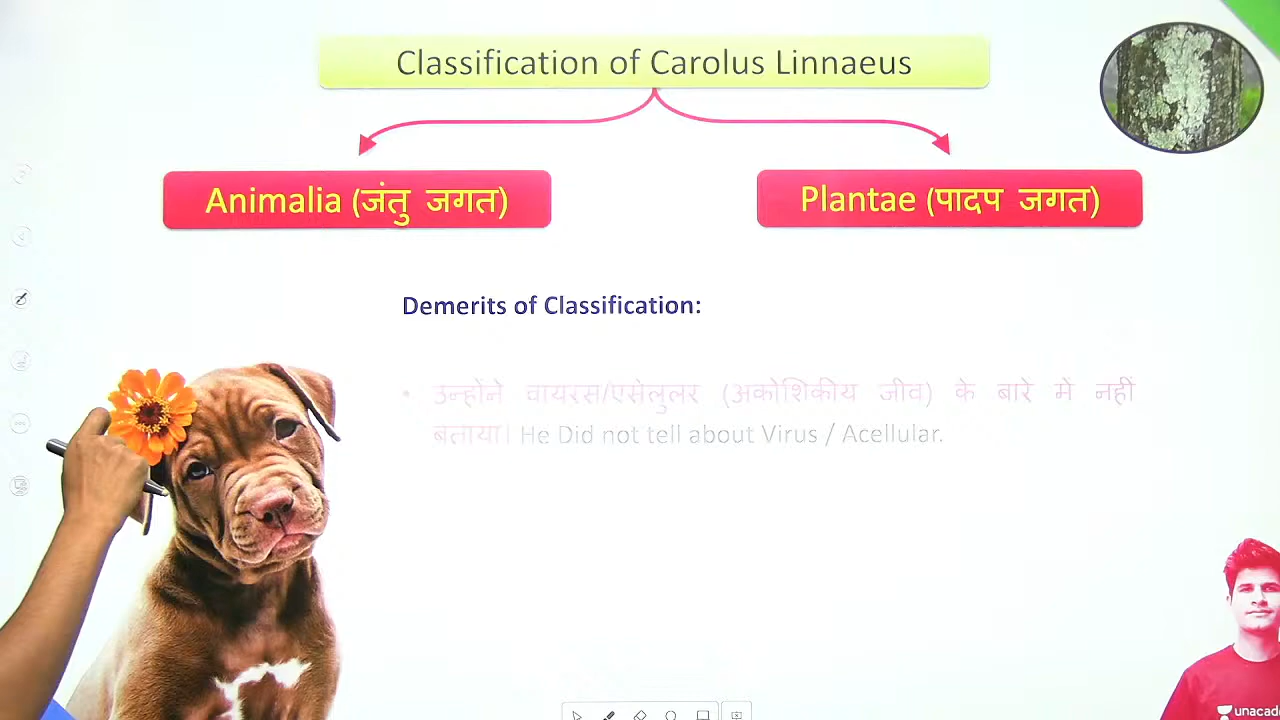 Classification of Carolus Linnaeus
Animalia (जंतु जगत)
Plantae (पादप जगत)
Demerits of Classification:
• उन्होंने वायरस/एसेलुलर (अकोशिकीय जीव) के बारे में नहीं
बताया। He Did not tell about Virus / Acellular.